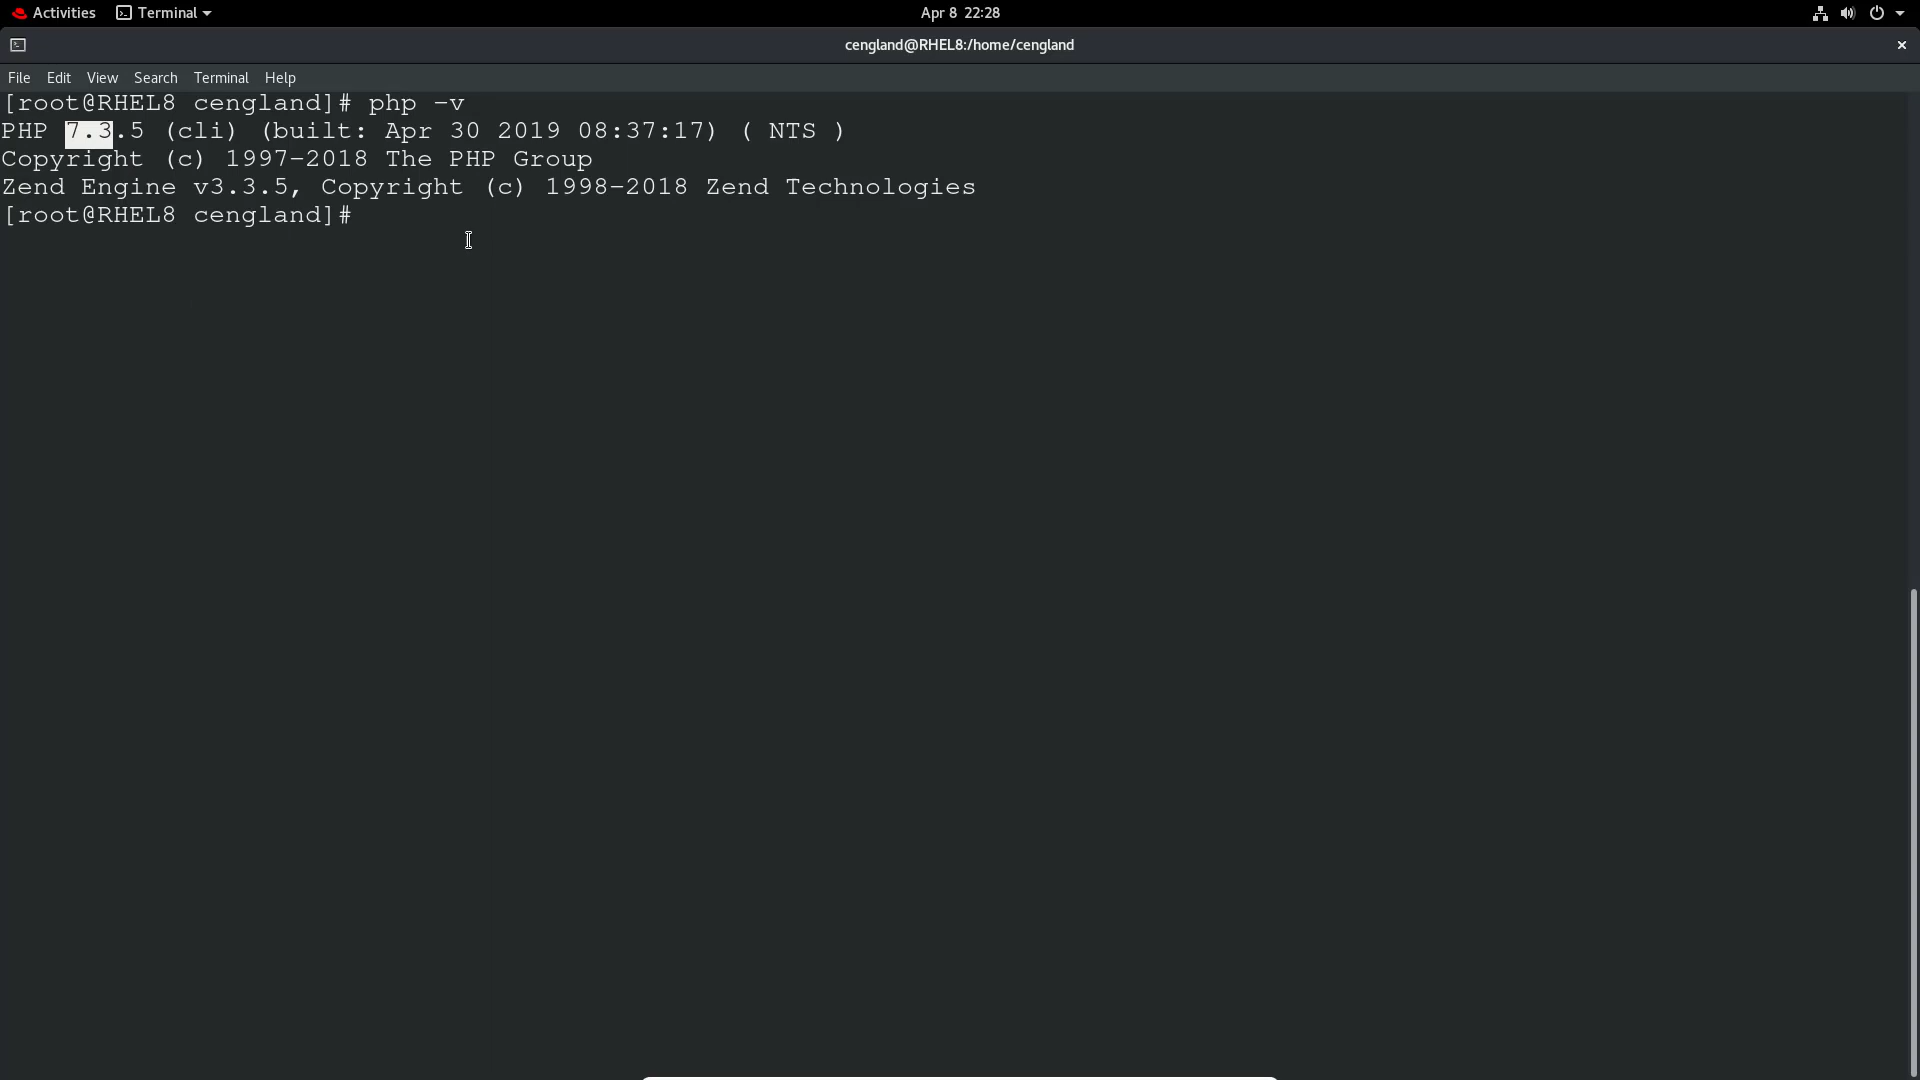 Activities Terminal Apr 8 22:28
cengland@RHEL8:/home/cengland
File Edit View Search Terminal Help
[root@RHEL8 cengland]# php -v
PHP 7.3.5 (cli) (built: Apr 30 2019 08:37:17) ( NTS )
Copyright (c) 1997-2018 The PHP Group
Zend Engine v3.3.5, Copyright (c) 1998-2018 Zend Technologies
[root@RHEL8 cengland]#